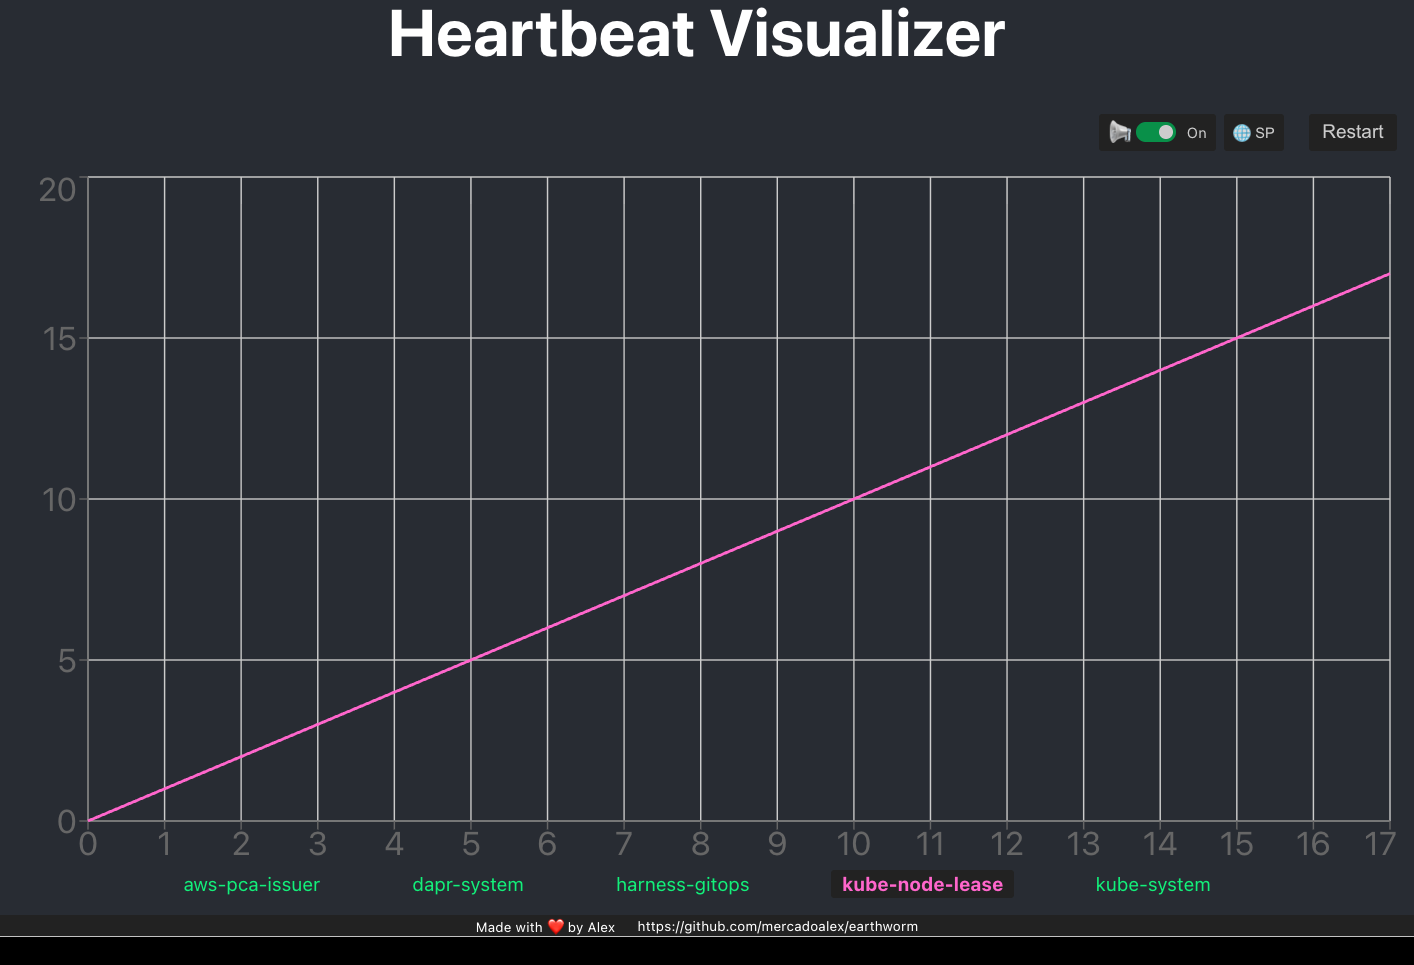 Heartbeat Visualizer
On
SP
Restart
20
15
10
5
0
0 1 2 3 4 5 6 7 8 9 10 11 12 13 14 15 16 17
aws-pca-issuer dapr-system harness-gitops kube-node-lease kube-system
Made with ❤️ by Alex https://github.com/mercadoalex/earthworm